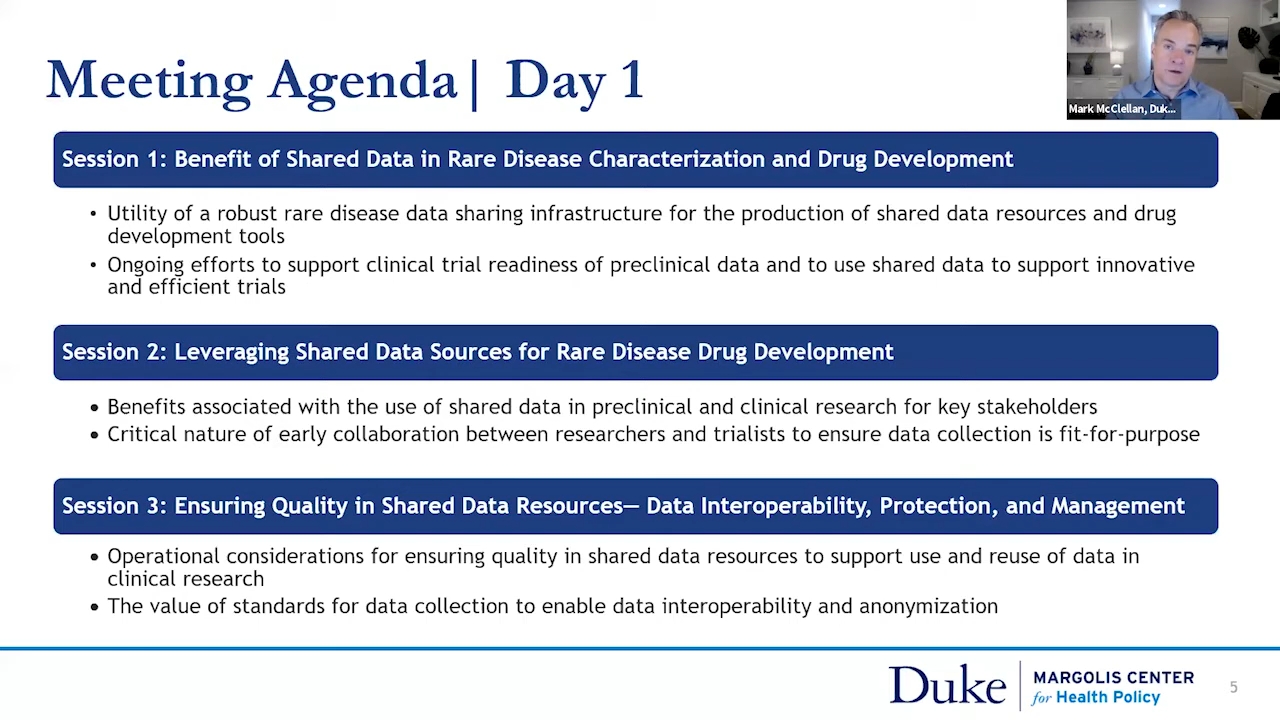 Meeting Agenda| Day 1
Mark McClellan, Duk...
Session 1: Benefit of Shared Data in Rare Disease Characterization and Drug Development
• Utility of a robust rare disease data sharing infrastructure for the production of shared data resources and drug
development tools
• Ongoing efforts to support clinical trial readiness of preclinical data and to use shared data to support innovative
and efficient trials
Session 2: Leveraging Shared Data Sources for Rare Disease Drug Development
• Benefits associated with the use of shared data in preclinical and clinical research for key stakeholders
• Critical nature of early collaboration between researchers and trialists to ensure data collection is fit-for-purpose
Session 3: Ensuring Quality in Shared Data Resources— Data Interoperability, Protection, and Management
• Operational considerations for ensuring quality in shared data resources to support use and reuse of data in
clinical research
• The value of standards for data collection to enable data interoperability and anonymization
Duke
MARGOLIS CENTER
for Health Policy
5